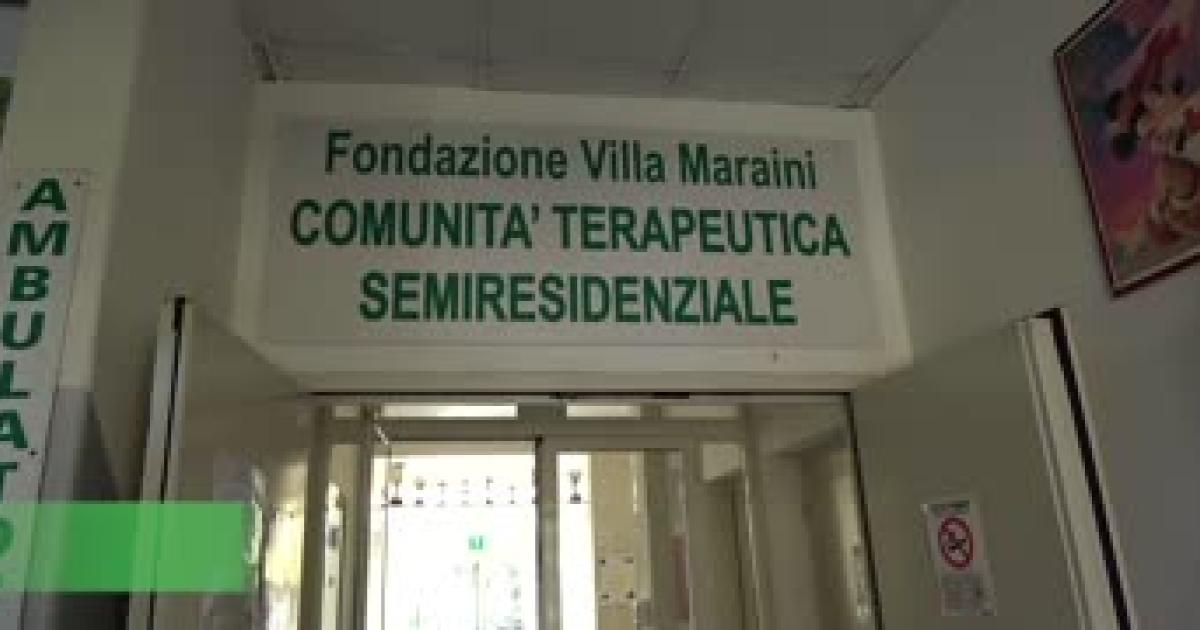 Fondazione Villa Maraini
COMUNITA' TERAPEUTICA
SEMIRESIDENZIALE
AMBULAT